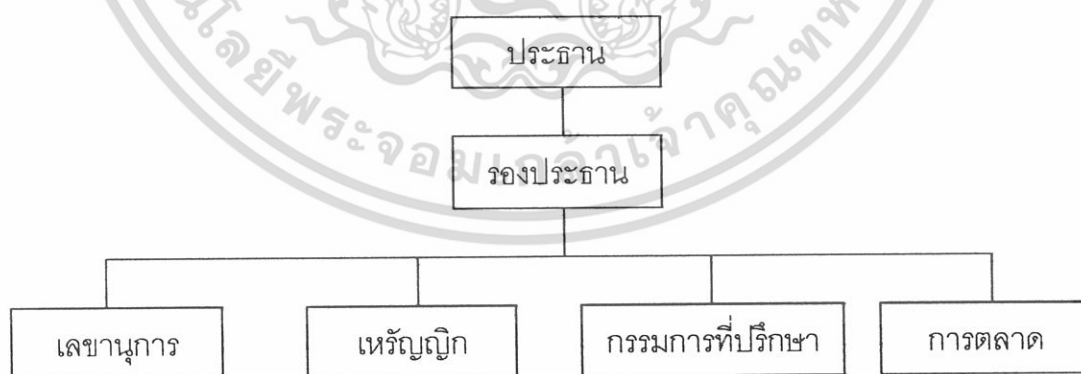 ประธาน
รองประธาน
เลขานุการ
เหรัญญิก
กรรมการที่ปรึกษา
การตลาด